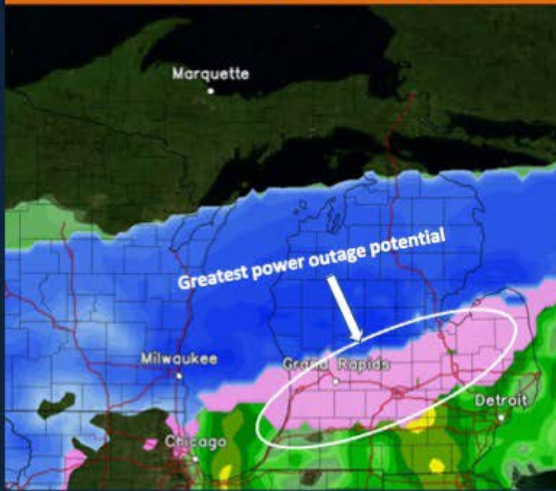 Marquette
Greatest power outage potential
Milwaukee
Grand Rapids
Detroit
Chicago